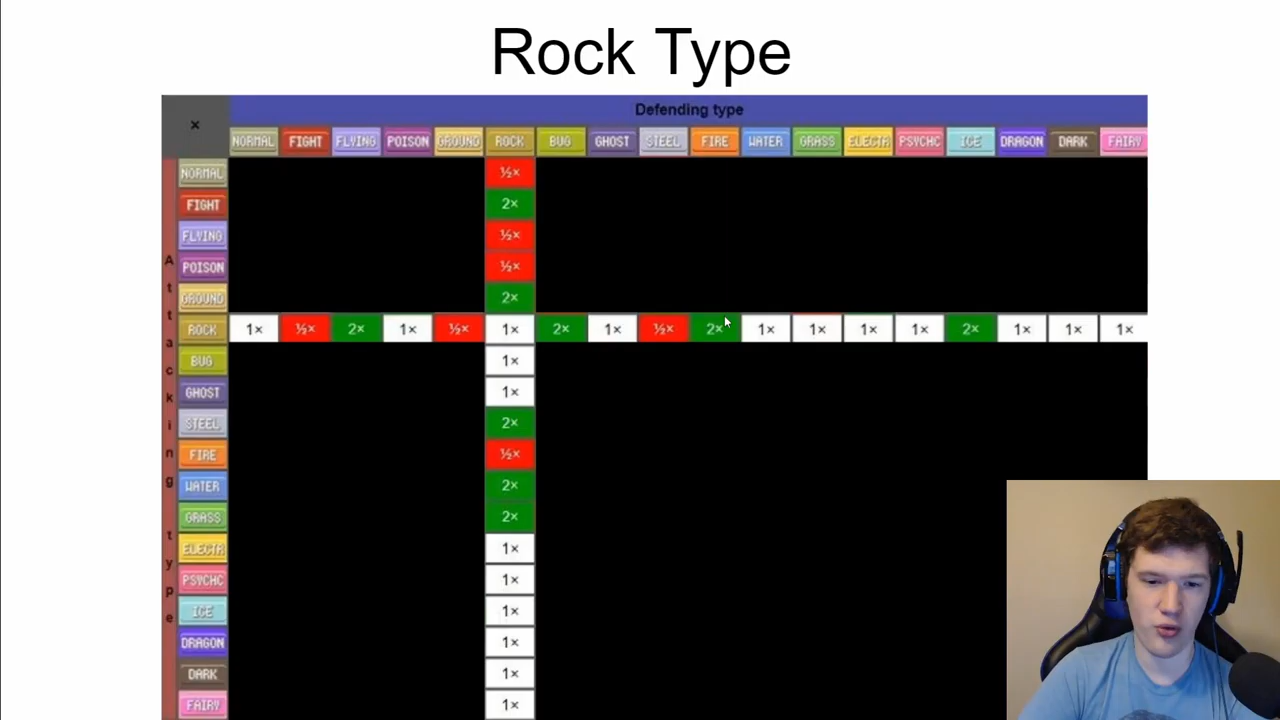 Rock Type
× Defending type
NORMAL FIGHT FLYING POISON GROUND ROCK BUG GHOST STEEL FIRE WATER GRASS ELECTR PSYCHC ICE DRAGON DARK FAIRY
Attacking type
NORMAL ½×
FIGHT 2×
FLYING ½×
POISON ½×
GROUND 2×
ROCK 1× ½× 2× 1× ½× 1× 2× 1× ½× 2× 1× 1× 1× 1× 2× 1× 1× 1×
BUG 1×
GHOST 1×
STEEL 2×
FIRE ½×
WATER 2×
GRASS 2×
ELECTR 1×
PSYCHC 1×
ICE 1×
DRAGON 1×
DARK 1×
FAIRY 1×